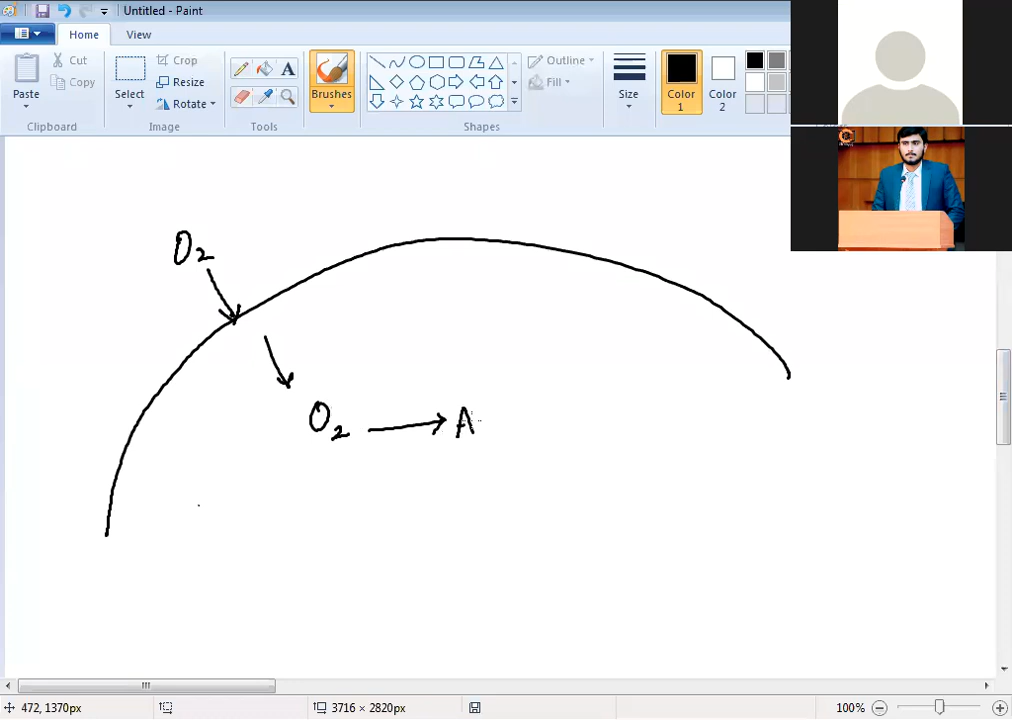 Untitled - Paint
Home View
Cut
Copy
Paste
Clipboard
Select
Crop
Resize
Rotate
Image
A
Tools
Brushes
Shapes
Outline
Fill
Size
Color 1
Color 2
O2
O2 → A
472, 1370px
3716 × 2820px
100%